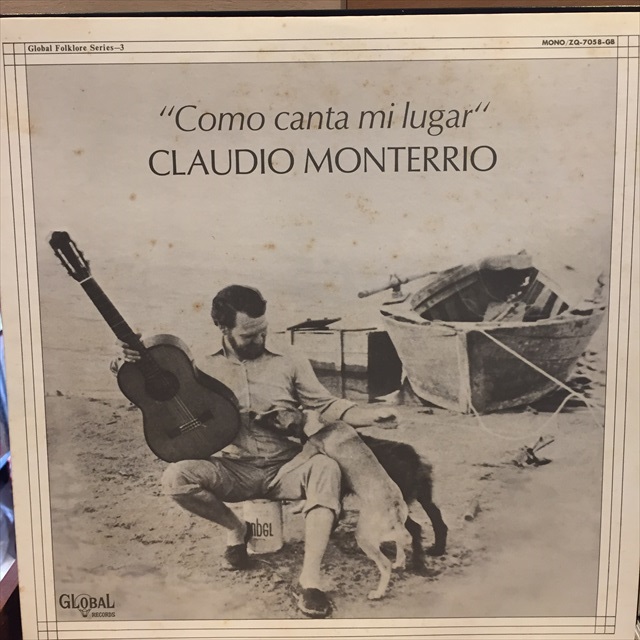 Global Folklore Series—3
MONO/ZQ-7058-GB
“Como canta mi lugar“
CLAUDIO MONTERRIO
GLOBAL
RECORDS